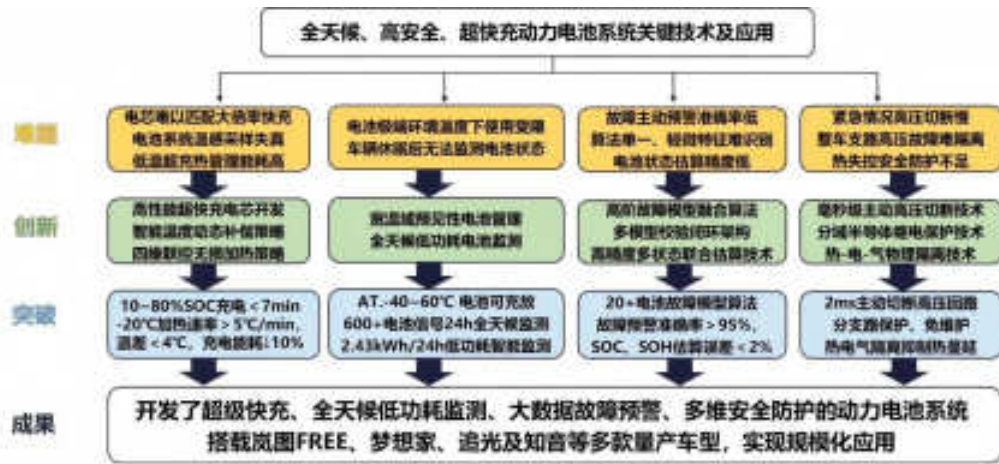 全天候、高安全、超快充动力电池系统关键技术及应用
难题
电芯难以匹配大倍率快充
电池系统温感采样失真
低温超充热管理能耗高
电池极端环境温度下使用受障
车辆休眠后无法监测电池状态
故障主动预警准确率低
算法单一、轻微特征难识别
电池状态估算精度低
紧急情况高压切断慢
整车支路高压故障难隔离
热失控安全防护不足
创新
高性能超快充电芯开发
智能温度动态补偿策略
四维联控无损加热策略
测温域预见性电池管理
全天候低功耗电池监测
高阶故障模型融合算法
多模型校验闭环架构
高精度多状态联合估算技术
毫秒级主动高压切断技术
分域半导体继电保护技术
热-电-气物理隔离技术
突破
10~80%SOC充电<7min
-20℃加热速率>5℃/min,
温差<4℃, 充电能耗↓10%
AT.-40~60℃ 电池可充放
600+电池信号24h全天候监测
2.43kWh/24h低功耗智能监测
20+电池故障模型算法
故障预警准确率>95%,
SOC、SOH估算误差<2%
2ms主动切断高压回路
分支路保护、免维护
热电气隔离抑制热蔓延
成果
开发了超级快充、全天候低功耗监测、大数据故障预警、多维安全防护的动力电池系统
搭载岚图FREE、梦想家、追光及知音等多款量产车型，实现规模化应用